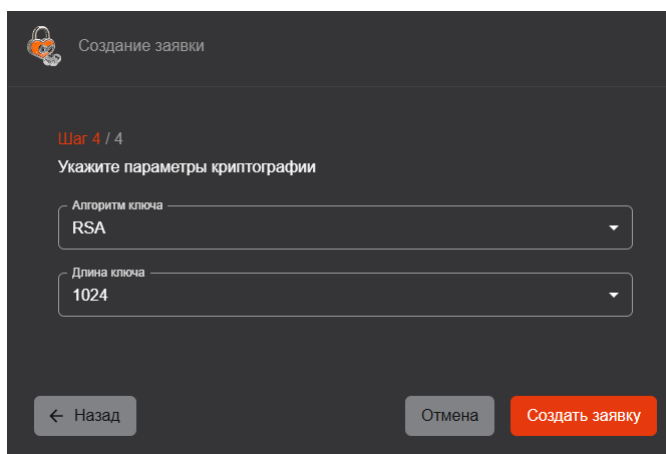 Создание заявки
Шаг 4 / 4
Укажите параметры криптографии
Алгоритм ключа
RSA
Длина ключа
1024
Назад
Отмена
Создать заявку